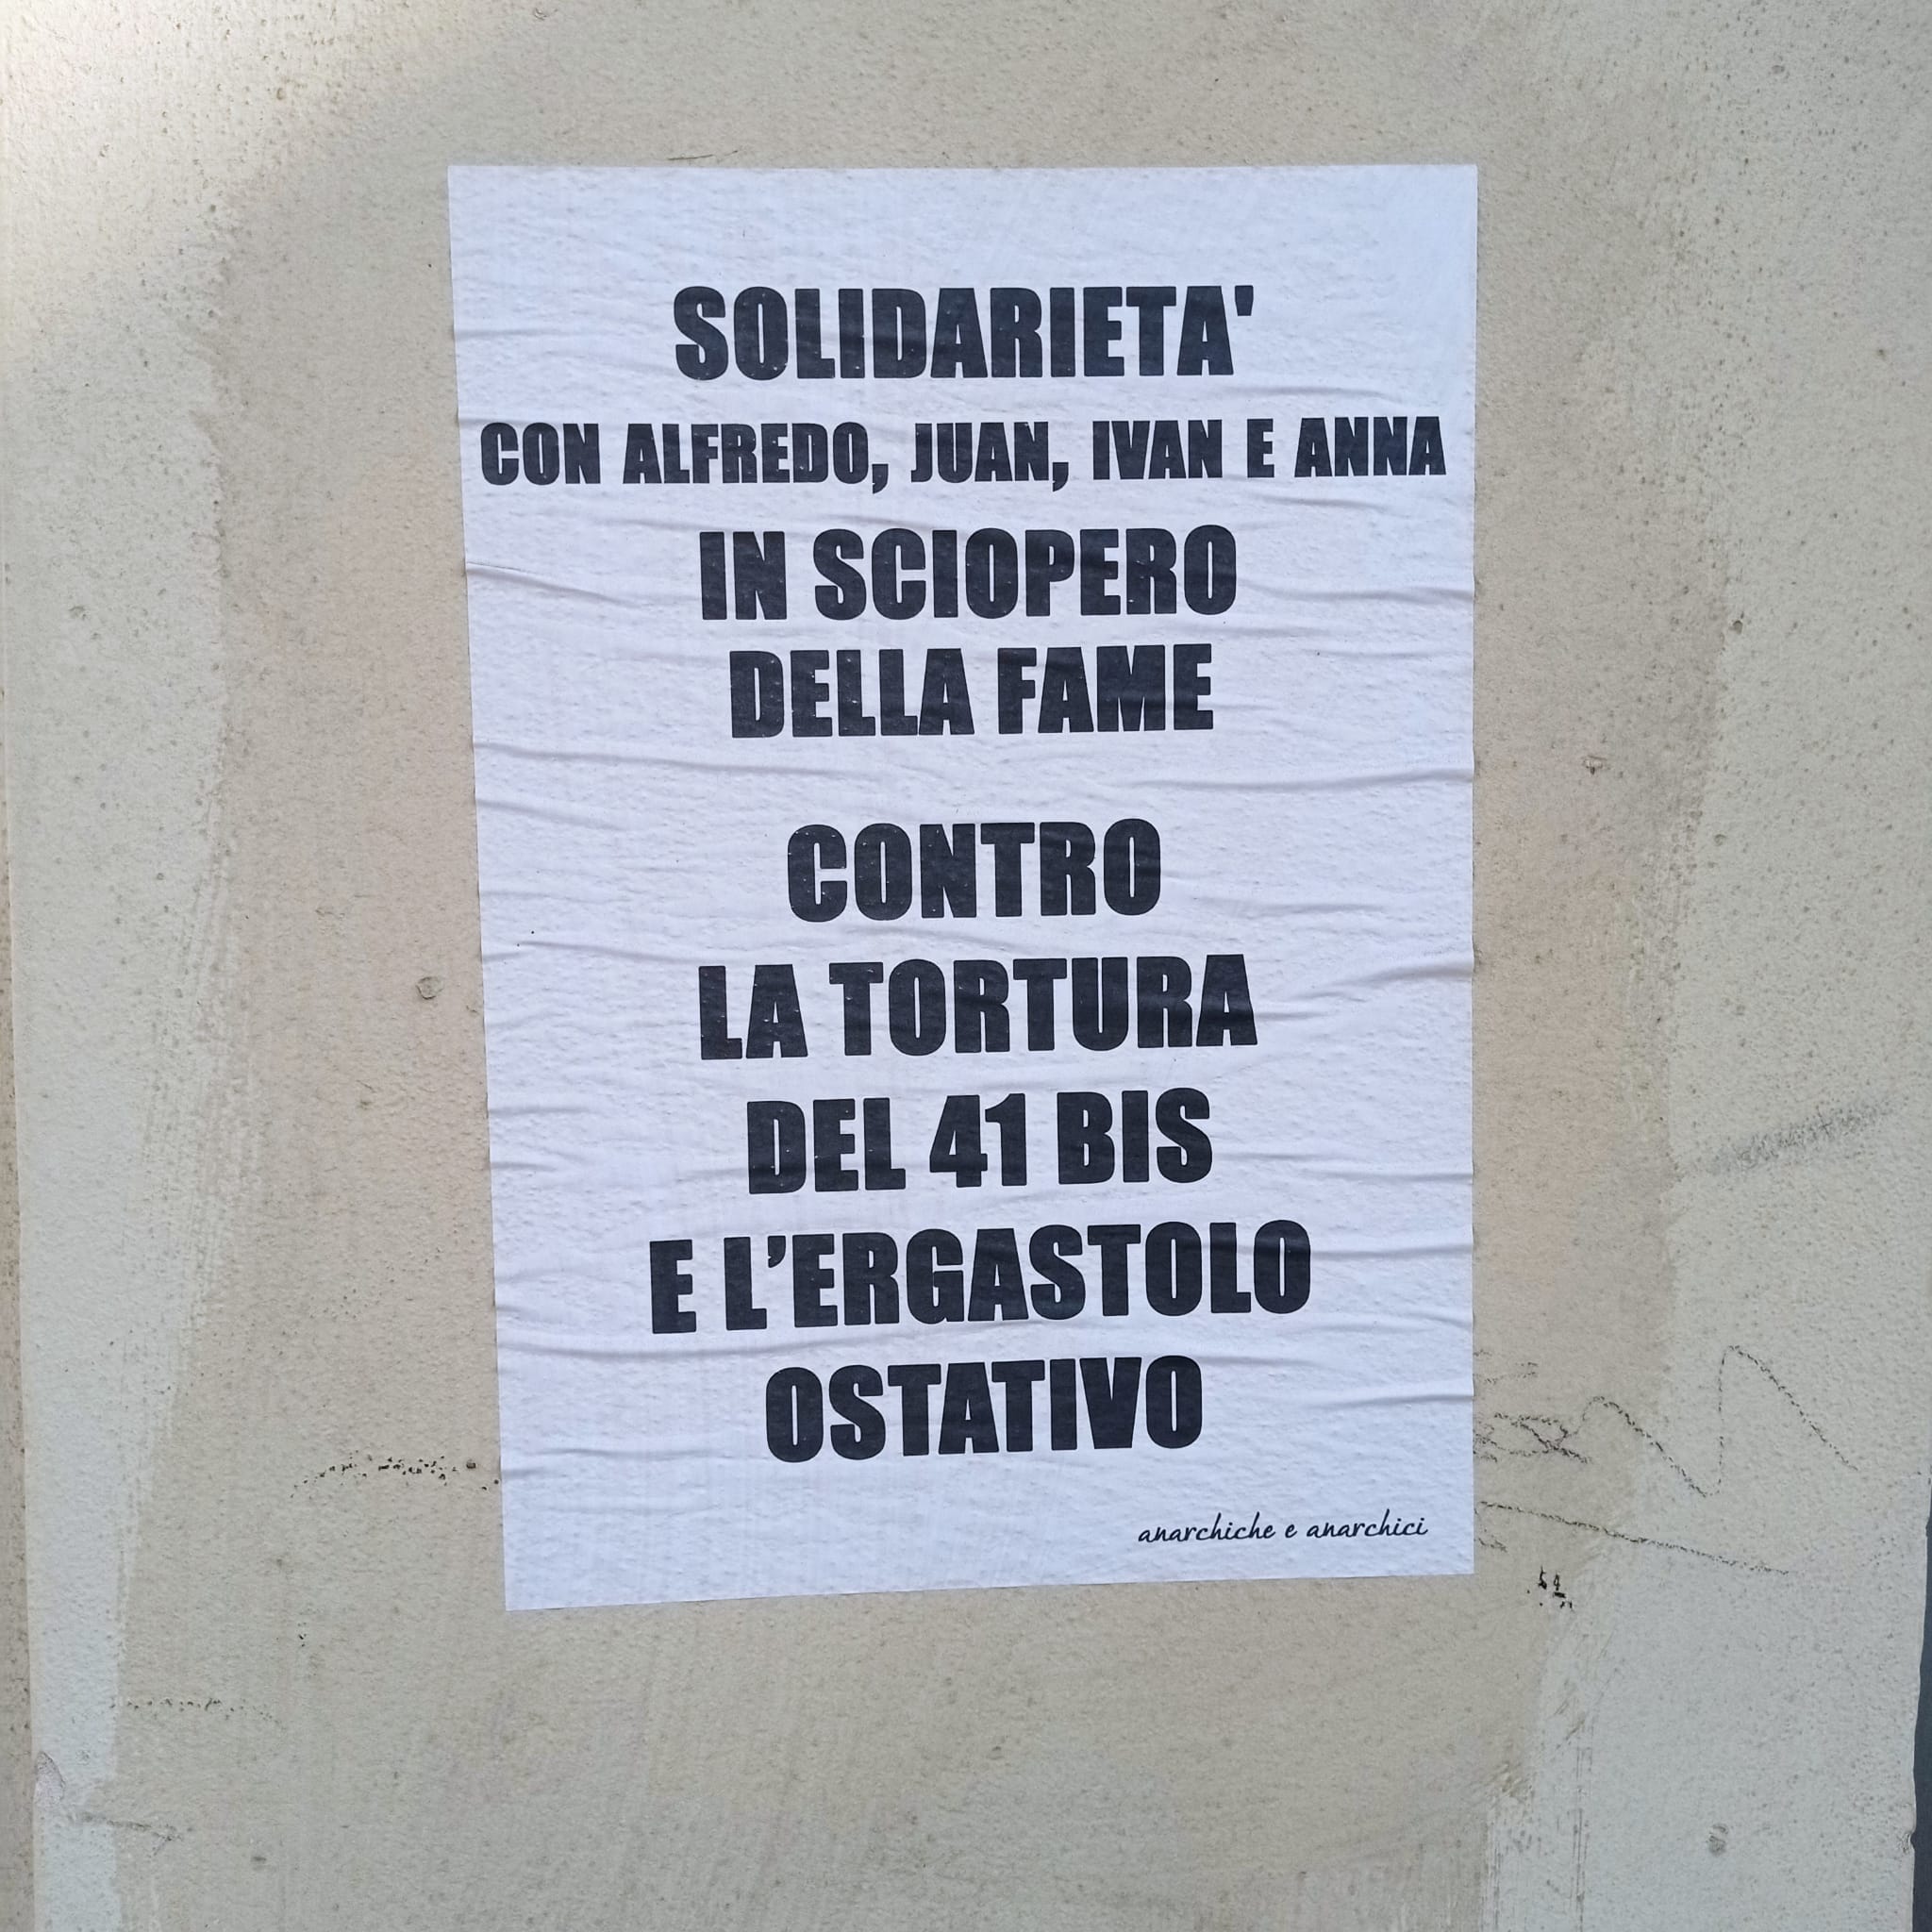 SOLIDARIETA'
CON ALFREDO, JUAN, IVAN E ANNA
IN SCIOPERO
DELLA FAME
CONTRO
LA TORTURA
DEL 41 BIS
E L’ERGASTOLO
OSTATIVO
anarchiche e anarchici